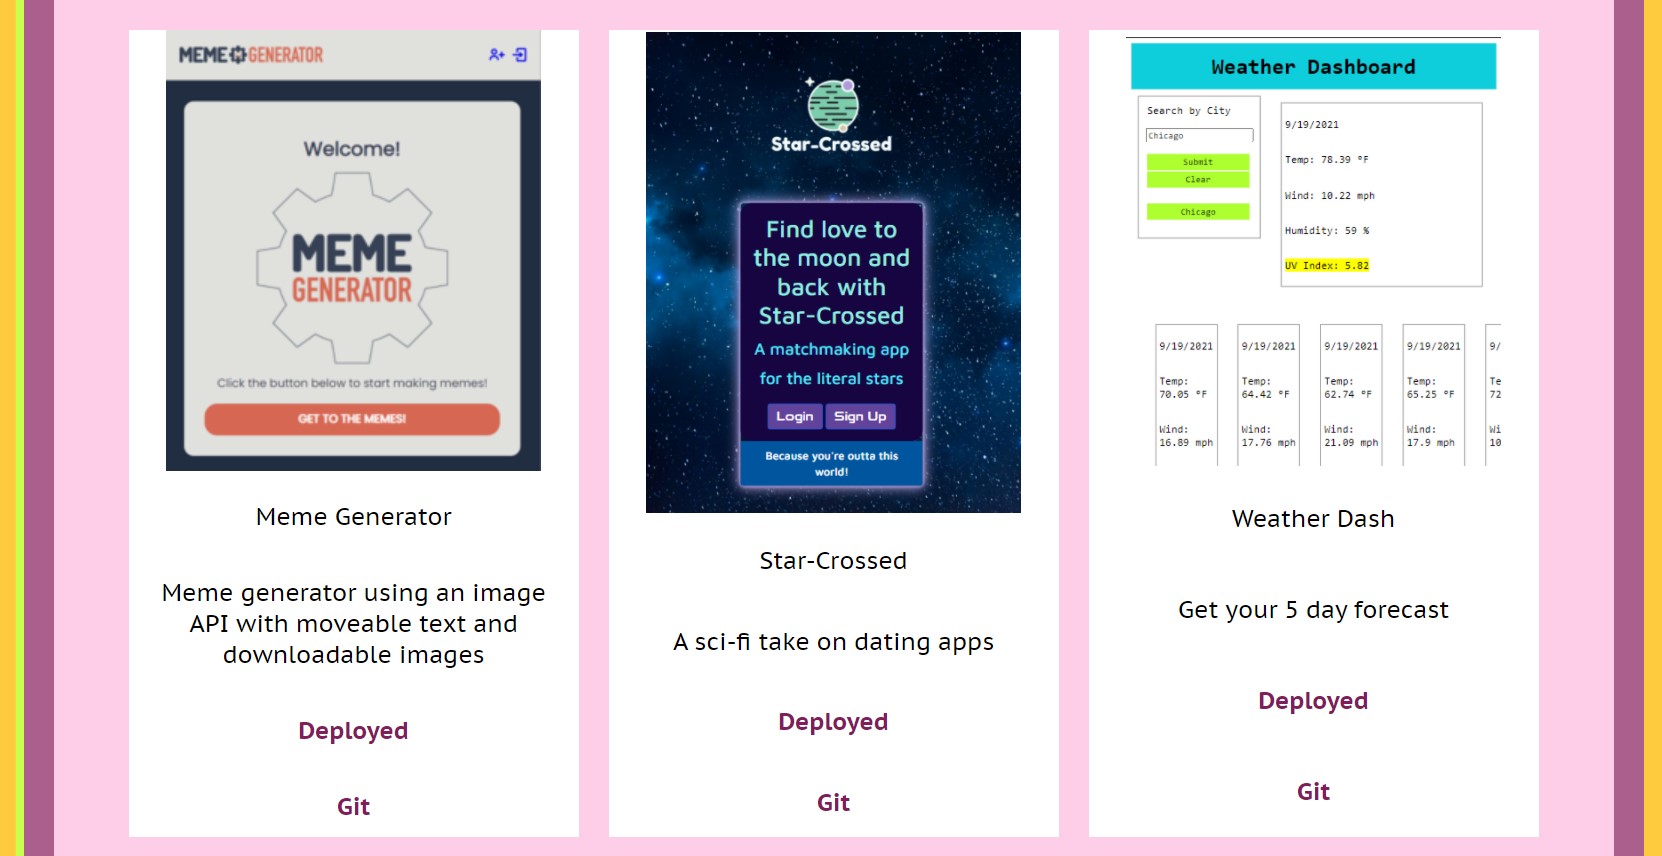 MEME GENERATOR
Welcome!
MEME
GENERATOR
Click the button below to start making memes!
GET TO THE MEMES!
Meme Generator
Meme generator using an image
API with moveable text and
downloadable images
Deployed
Git
Star-Crossed
Find love to
the moon and
back with
Star-Crossed
A matchmaking app
for the literal stars
Login Sign Up
Because you're outta this
world!
Star-Crossed
A sci-fi take on dating apps
Deployed
Git
Weather Dashboard
Search by City
Chicago
Submit
Clear
Chicago
9/19/2021
Temp: 78.39 °F
Wind: 10.22 mph
Humidity: 59 %
UV Index: 5.82
9/19/2021 9/19/2021 9/19/2021 9/19/2021 9/
Temp: Temp: Temp: Temp: Te
70.05 °F 64.42 °F 62.74 °F 65.25 °F 72
Wind: Wind: Wind: Wind: Wi
16.89 mph 17.76 mph 21.09 mph 17.9 mph 10
Weather Dash
Get your 5 day forecast
Deployed
Git